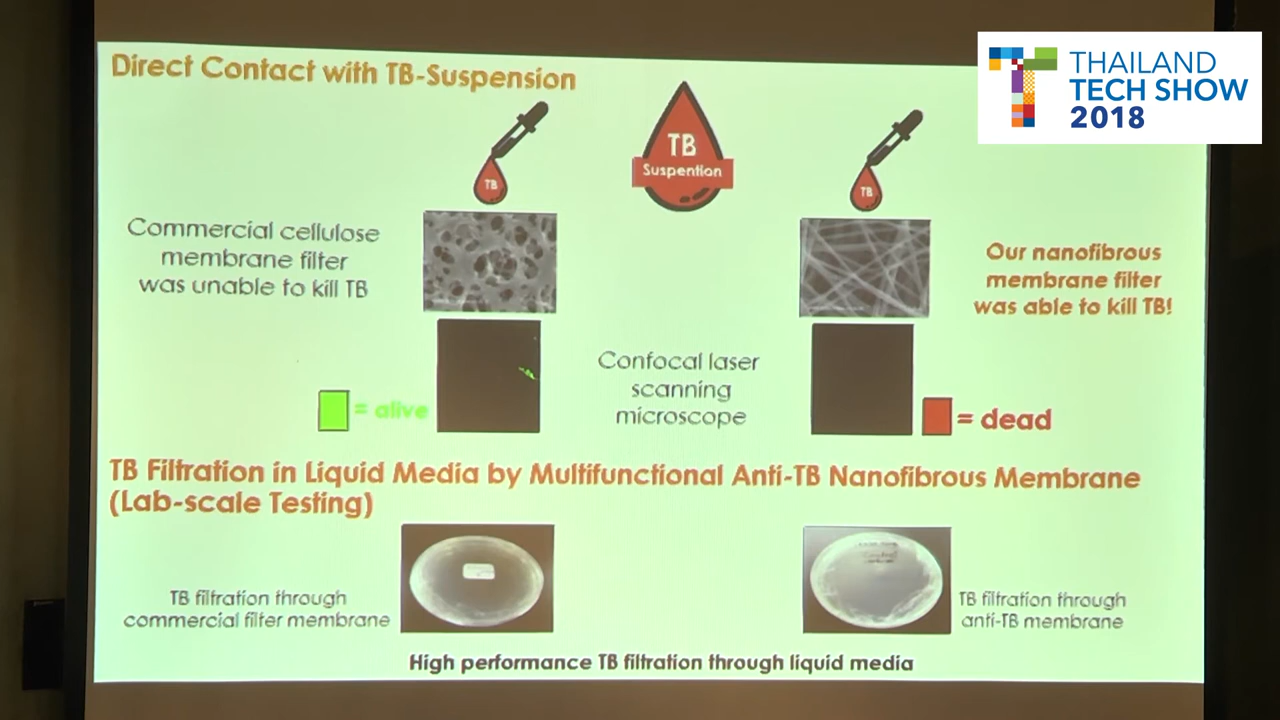 THAILAND
TECH SHOW
2018
Direct Contact with TB-Suspension
TB
Suspention
TB
TB
Commercial cellulose
membrane filter
was unable to kill TB
Our nanofibrous
membrane filter
was able to kill TB!
Confocal laser
scanning
microscope
= alive
= dead
TB Filtration in Liquid Media by Multifunctional Anti-TB Nanofibrous Membrane
(Lab-scale Testing)
TB filtration through
commercial filter membrane
TB filtration through
anti-TB membrane
High performance TB filtration through liquid media